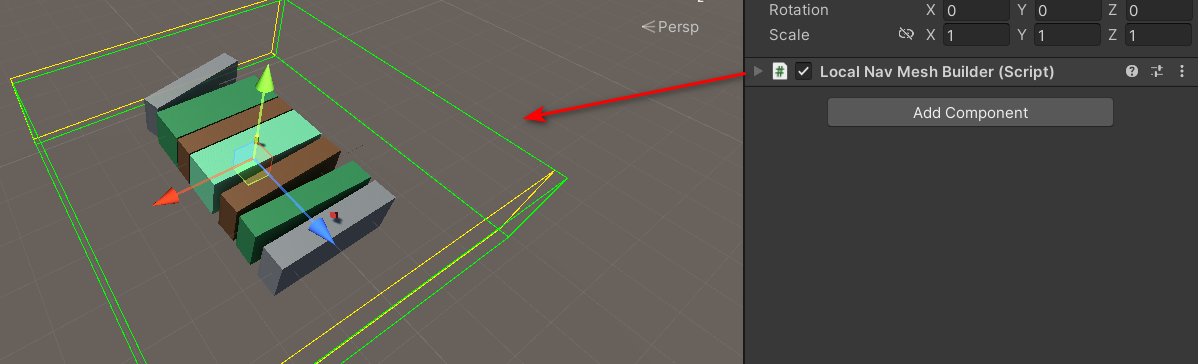 Persp
Rotation X 0 Y 0 Z 0
Scale X 1 Y 1 Z 1
# Local Nav Mesh Builder (Script)
Add Component